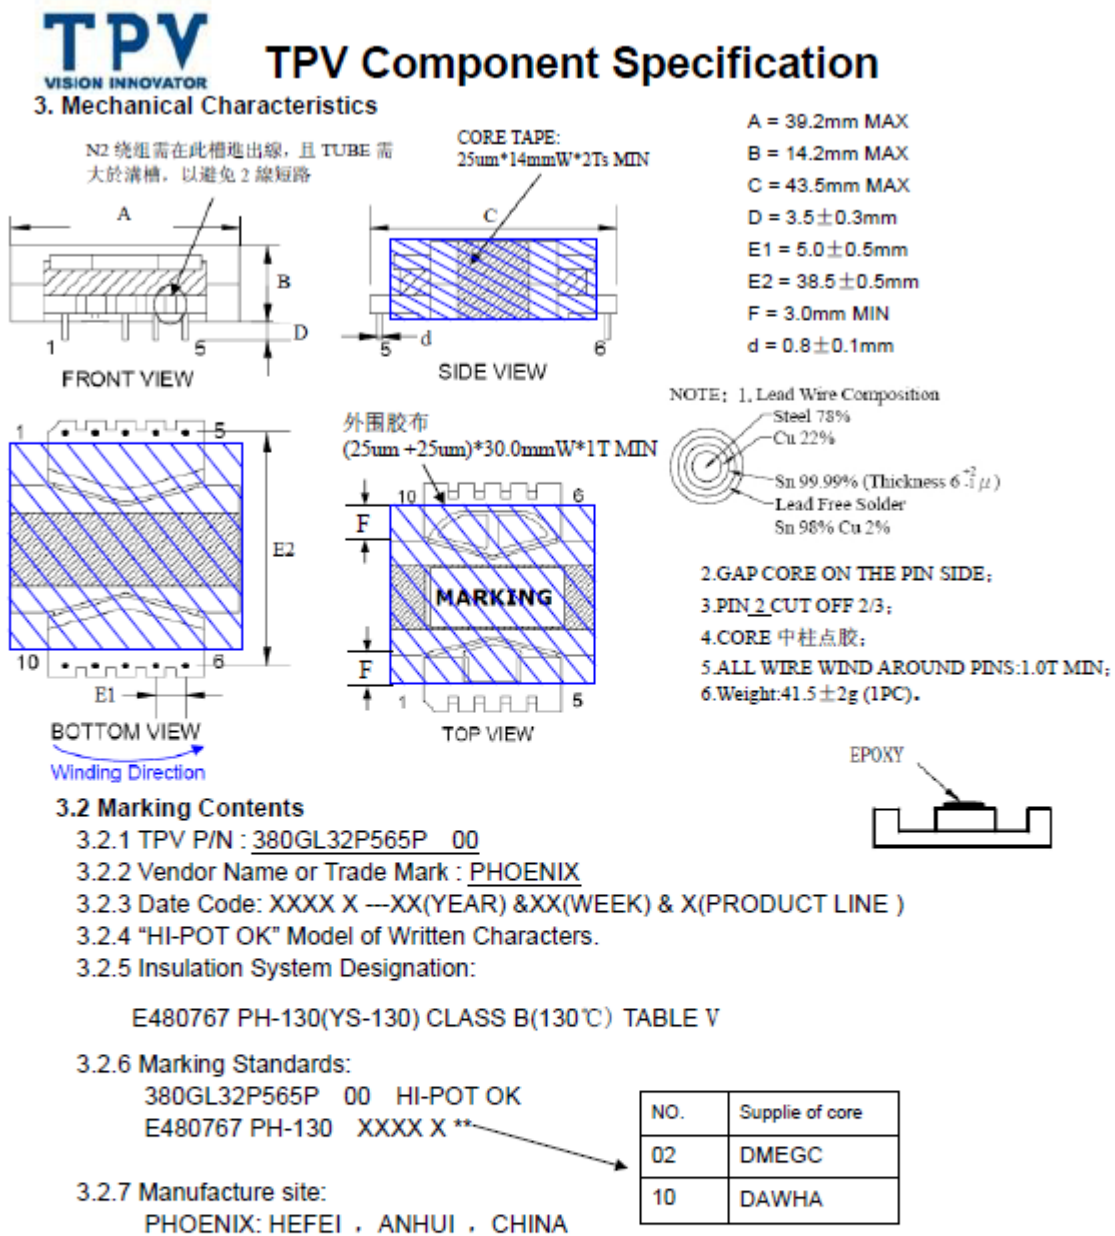 TPV
VISION INNOVATOR
TPV Component Specification
3. Mechanical Characteristics
N2 绕组需在此槽進出線，且 TUBE 需
大於溝槽，以避免 2 線短路
CORE TAPE:
25um*14mmW*2Ts MIN
A = 39.2mm MAX
B = 14.2mm MAX
C = 43.5mm MAX
D = 3.5±0.3mm
E1 = 5.0±0.5mm
E2 = 38.5±0.5mm
F = 3.0mm MIN
d = 0.8±0.1mm
A
B
D
1
5
FRONT VIEW
C
d
5
6
SIDE VIEW
NOTE: 1. Lead Wire Composition
Steel 78%
Cu 22%
Sn 99.99% (Thickness 6 +2 -1 μ)
Lead Free Solder
Sn 98% Cu 2%
1
5
E2
10
6
E1
BOTTOM VIEW
Winding Direction
外围胶布
(25um +25um)*30.0mmW*1T MIN
10
6
F
MARKING
F
1
5
TOP VIEW
2.GAP CORE ON THE PIN SIDE;
3.PIN 2 CUT OFF 2/3;
4.CORE 中柱点胶;
5.ALL WIRE WIND AROUND PINS:1.0T MIN;
6.Weight:41.5±2g (1PC).
EPOXY
3.2 Marking Contents
3.2.1 TPV P/N : 380GL32P565P 00
3.2.2 Vendor Name or Trade Mark : PHOENIX
3.2.3 Date Code: XXXX X ---XX(YEAR) &XX(WEEK) & X(PRODUCT LINE )
3.2.4 “HI-POT OK” Model of Written Characters.
3.2.5 Insulation System Designation:
E480767 PH-130(YS-130) CLASS B(130℃) TABLE V
3.2.6 Marking Standards:
380GL32P565P 00 HI-POT OK
E480767 PH-130 XXXX X **
NO. Supplie of core
02 DMEGC
10 DAWHA
3.2.7 Manufacture site:
PHOENIX: HEFEI , ANHUI , CHINA